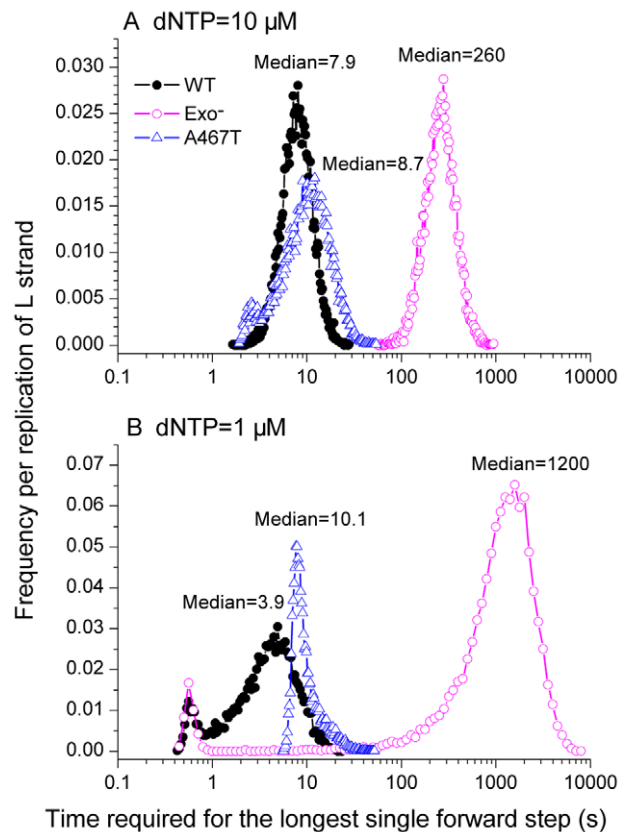 A dNTP=10 µM
Median=7.9
Median=260
WT
Exo⁻
A467T
Median=8.7
0.030
0.025
0.020
0.015
0.010
0.005
0.000
0.1
1
10
100
1000
10000
B dNTP=1 µM
Median=1200
Median=10.1
Median=3.9
0.07
0.06
0.05
0.04
0.03
0.02
0.01
0.00
0.1
1
10
100
1000
10000
Frequency per replication of L strand
Time required for the longest single forward step (s)